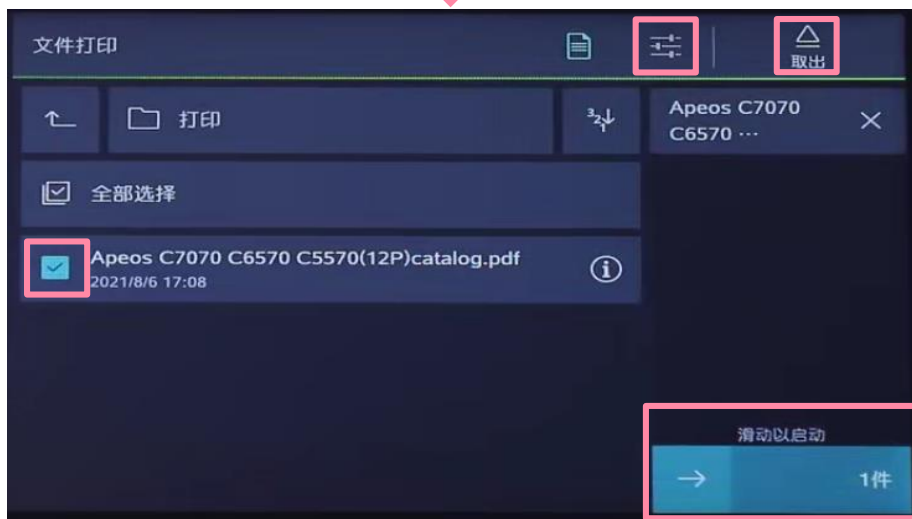 文件打印
取出
打印
Apeos C7070
C6570 ...
全部选择
Apeos C7070 C6570 C5570(12P)catalog.pdf
2021/8/6 17:08
滑动以启动
1件